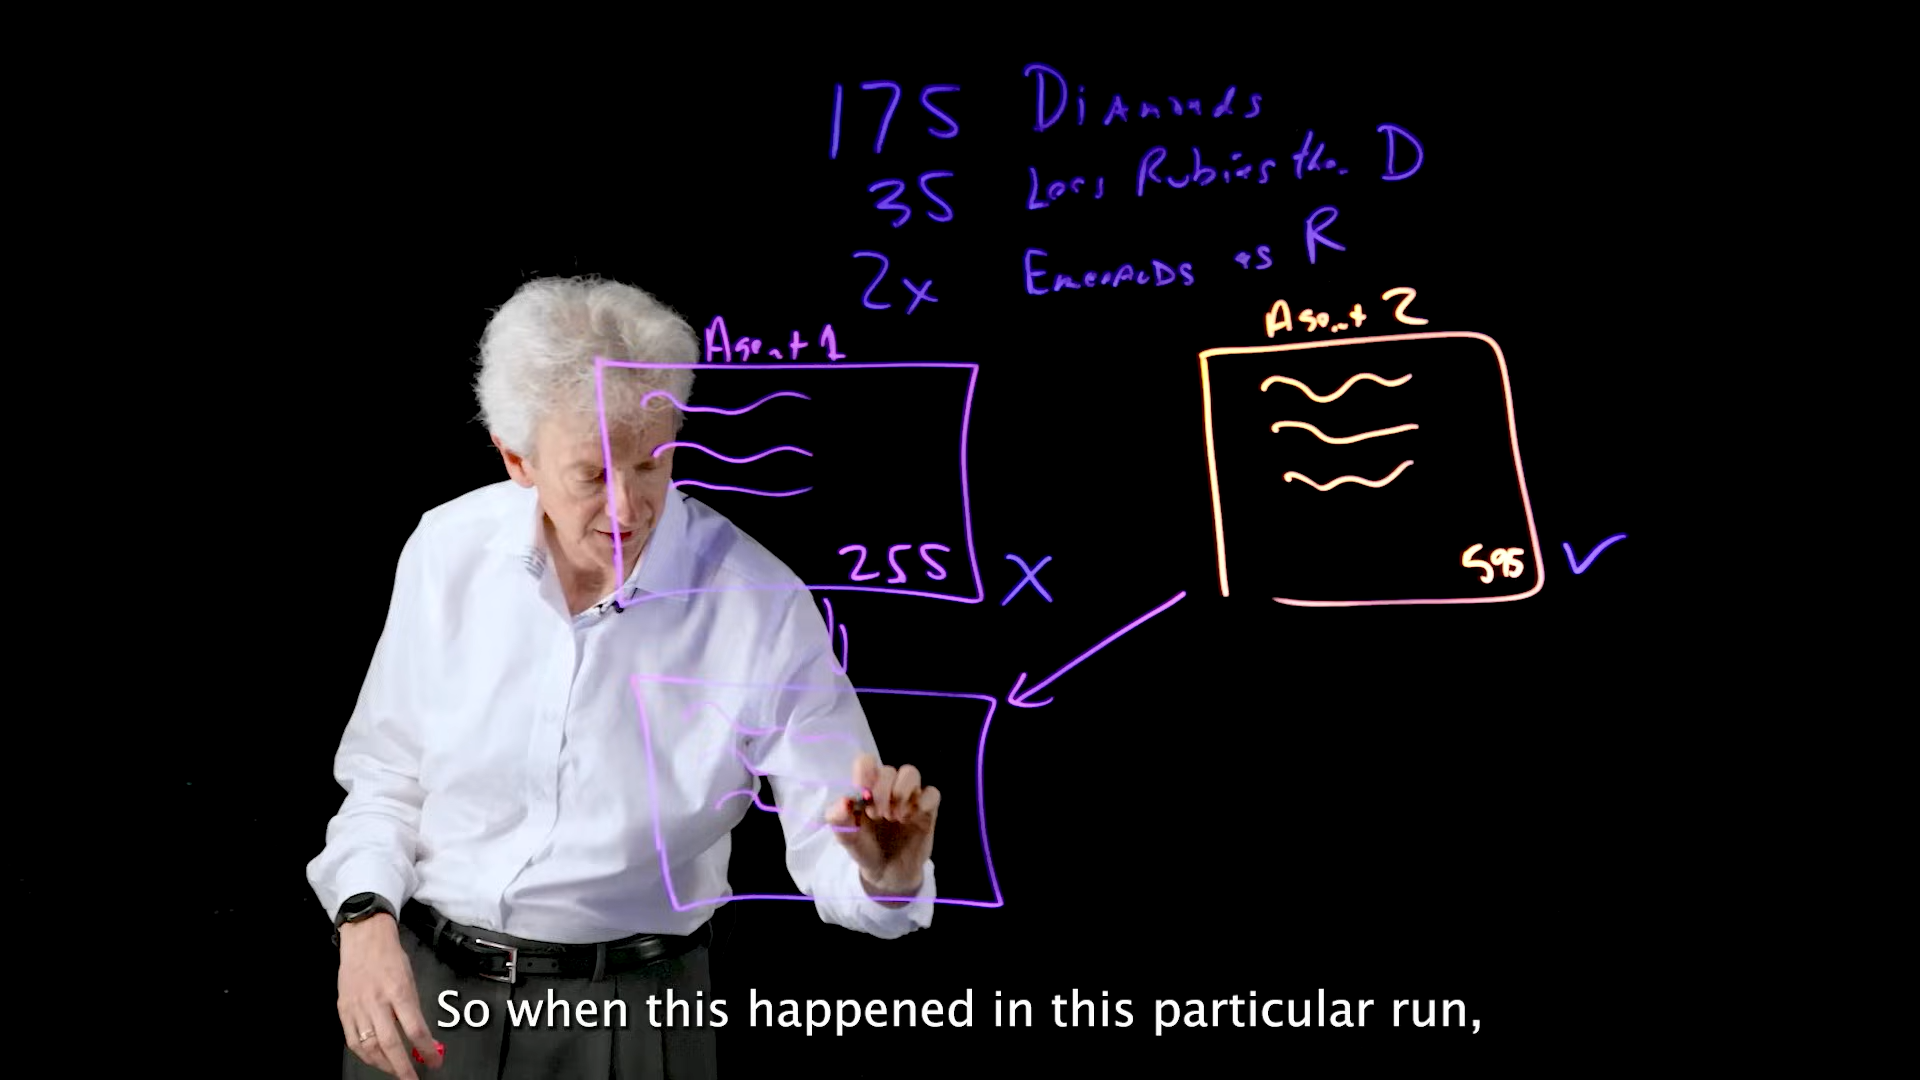 175 Diamonds
35 Less Rubies than D
2x Emeralds as R
Agent 1
255 X
Agent 2
595 ✓
So when this happened in this particular run,